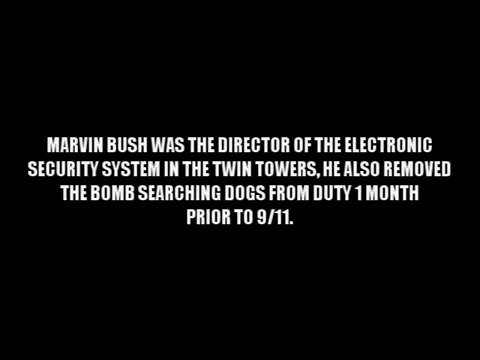 MARVIN BUSH WAS THE DIRECTOR OF THE ELECTRONIC
SECURITY SYSTEM IN THE TWIN TOWERS, HE ALSO REMOVED
THE BOMB SEARCHING DOGS FROM DUTY 1 MONTH
PRIOR TO 9/11.